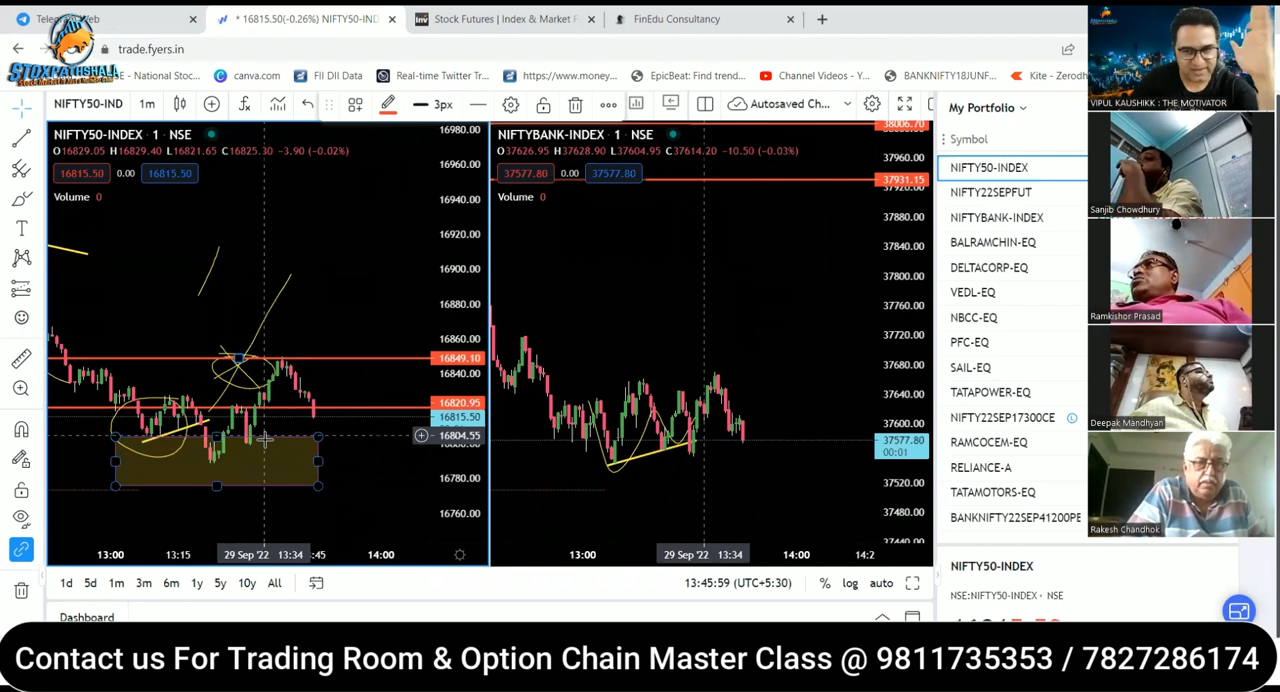 Telegram Web
* 16815.50(-0.26%) NIFTY50-IND
Stock Futures | Index & Market F
FinEdu Consultancy
STOXPATHSHALA
trade.fyers.in
SE - National Stoc...
canva.com
FII DII Data
Real-time Twitter Tr...
https://www.money...
EpicBeat: Find trend...
Channel Videos - Y...
BANKNIFTY18JUNF...
Kite - Zerodh
NIFTY50-IND
1m
3px
Autosaved Ch...
My Portfolio
NIFTY50-INDEX · 1 · NSE
O16829.05 H16829.40 L16821.65 C16825.30 -3.90 (-0.02%)
16815.50 0.00 16815.50
Volume 0
16980.00
16960.00
16940.00
16920.00
16900.00
16880.00
16860.00
16849.10
16840.00
16820.95
16815.50
16804.55
16780.00
16760.00
13:00
13:15
29 Sep '22 13:34
:45
14:00
NIFTYBANK-INDEX · 1 · NSE
O37626.95 H37628.90 L37604.95 C37614.20 -10.50 (-0.03%)
37577.80 0.00 37577.80
Volume 0
38006.70
37960.00
37931.15
37920.00
37880.00
37840.00
37800.00
37760.00
37720.00
37680.00
37640.00
37600.00
37577.80
00:01
37520.00
37480.00
37440.00
13:00
29 Sep '22 13:34
14:00
14:2
Symbol
NIFTY50-INDEX
NIFTY22SEPFUT
NIFTYBANK-INDEX
BALRAMCHIN-EQ
DELTACORP-EQ
VEDL-EQ
NBCC-EQ
PFC-EQ
SAIL-EQ
TATAPOWER-EQ
NIFTY22SEP17300CE
RAMCOCEM-EQ
RELIANCE-A
TATAMOTORS-EQ
BANKNIFTY22SEP41200PE
NIFTY50-INDEX
NSE:NIFTY50-INDEX • NSE
VIPUL KAUSHIKK : THE MOTIVATOR
Sanjib Chowdhury
Ramkishor Prasad
Deepak Mandhyan
Rakesh Chandhok
1d 5d 1m 3m 6m 1y 5y 10y All
13:45:59 (UTC+5:30)
% log auto
Dashboard
Contact us For Trading Room & Option Chain Master Class @ 9811735353 / 7827286174